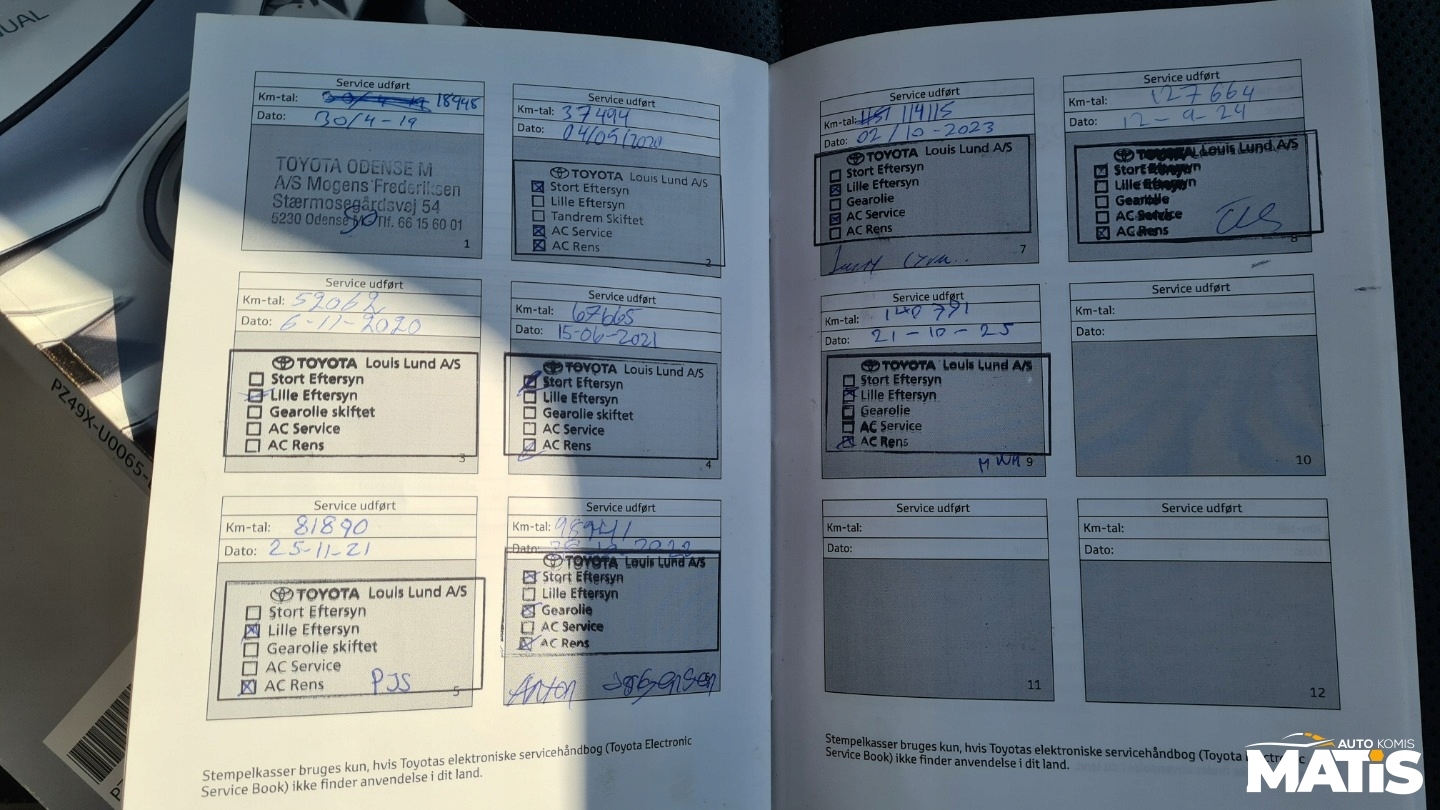 UAL
PZ49X-U0065-
Service udført
Km-tal: 30/4-19 18948
Dato: 30/4-19
TOYOTA ODENSE M
A/S Mogens Frederiksen
Stærmosegårdsvej 54
5230 Odense M Tlf. 66 15 60 01
1
Service udført
Km-tal: 37494
Dato: 04/05/2020
TOYOTA Louis Lund A/S
Stort Eftersyn
Lille Eftersyn
Tandrem Skiftet
AC Service
AC Rens
2
Service udført
Km-tal: 52062
Dato: 6-11-2020
TOYOTA Louis Lund A/S
Stort Eftersyn
Lille Eftersyn
Gearolie skiftet
AC Service
AC Rens
3
Service udført
Km-tal: 67665
Dato: 15-06-2021
TOYOTA Louis Lund A/S
Stort Eftersyn
Lille Eftersyn
Gearolie skiftet
AC Service
AC Rens
4
Service udført
Km-tal: 81890
Dato: 25-11-21
TOYOTA Louis Lund A/S
Stort Eftersyn
Lille Eftersyn
Gearolie skiftet
AC Service
AC Rens PJS
5
Service udført
Km-tal:
Dato: 2022
TOYOTA Louis Lund A/S
Stort Eftersyn
Lille Eftersyn
Gearolie
AC Service
AC Rens
Anton
Stempelkasser bruges kun, hvis Toyotas elektroniske servicehåndbog (Toyota Electronic
Service Book) ikke finder anvendelse i dit land.
Service udført
Km-tal: 114115
Dato: 02/10-2023
TOYOTA Louis Lund A/S
Stort Eftersyn
Lille Eftersyn
Gearolie
AC Service
AC Rens
7
Service udført
Km-tal: 127664
Dato: 12-9-24
TOYOTA Louis Lund A/S
Stort Eftersyn
Lille Eftersyn
Gearolie
AC Service
AC Rens
8
Service udført
Km-tal: 140791
Dato: 21-10-25
TOYOTA Louis Lund A/S
Stort Eftersyn
Lille Eftersyn
Gearolie
AC Service
AC Rens
9
Service udført
Km-tal:
Dato:
10
Service udført
Km-tal:
Dato:
11
Service udført
Km-tal:
Dato:
12
Stempelkasser bruges kun, hvis Toyotas elektroniske servicehåndbog (Toyota Electronic
Service Book) ikke finder anvendelse i dit land.
AUTO KOMIS
MATIS